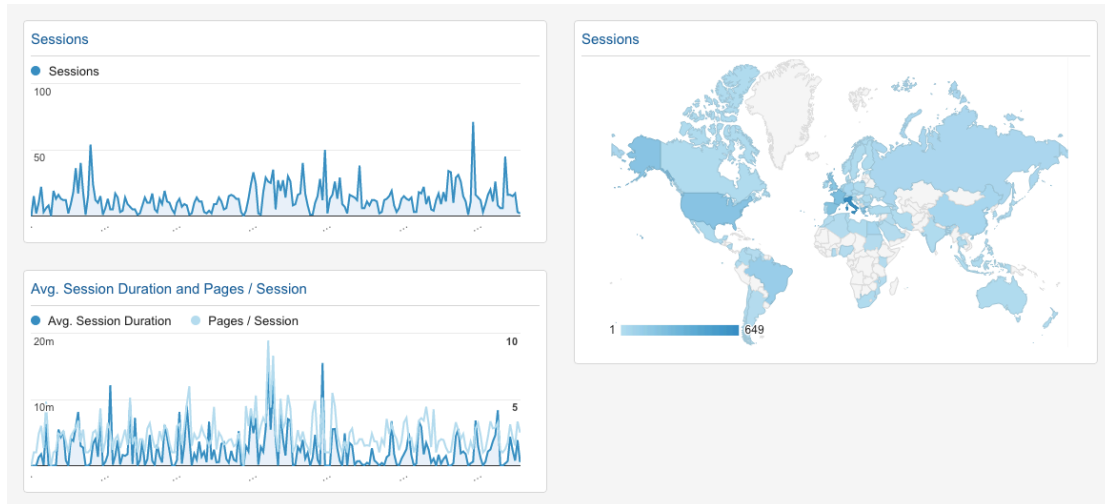 Sessions
Sessions
100
50
Avg. Session Duration and Pages / Session
Avg. Session Duration
Pages / Session
20m
10
10m
5
Sessions
1
649